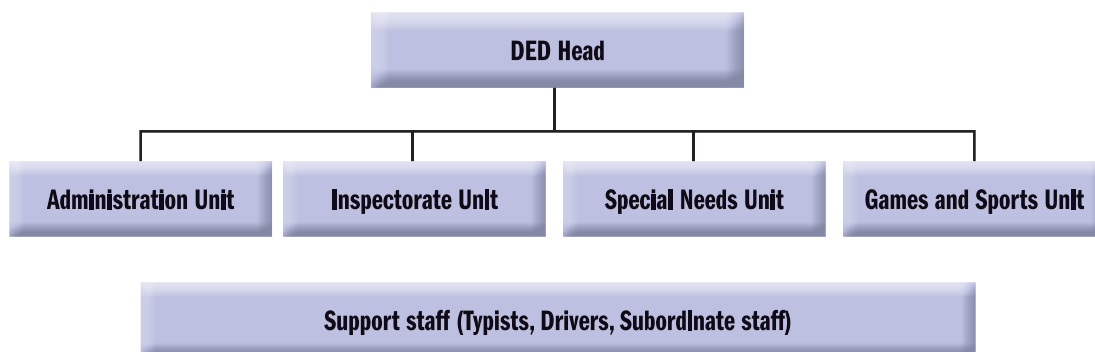 DED Head
Administration Unit
Inspectorate Unit
Special Needs Unit
Games and Sports Unit
Support staff (Typists, Drivers, Subordinate staff)